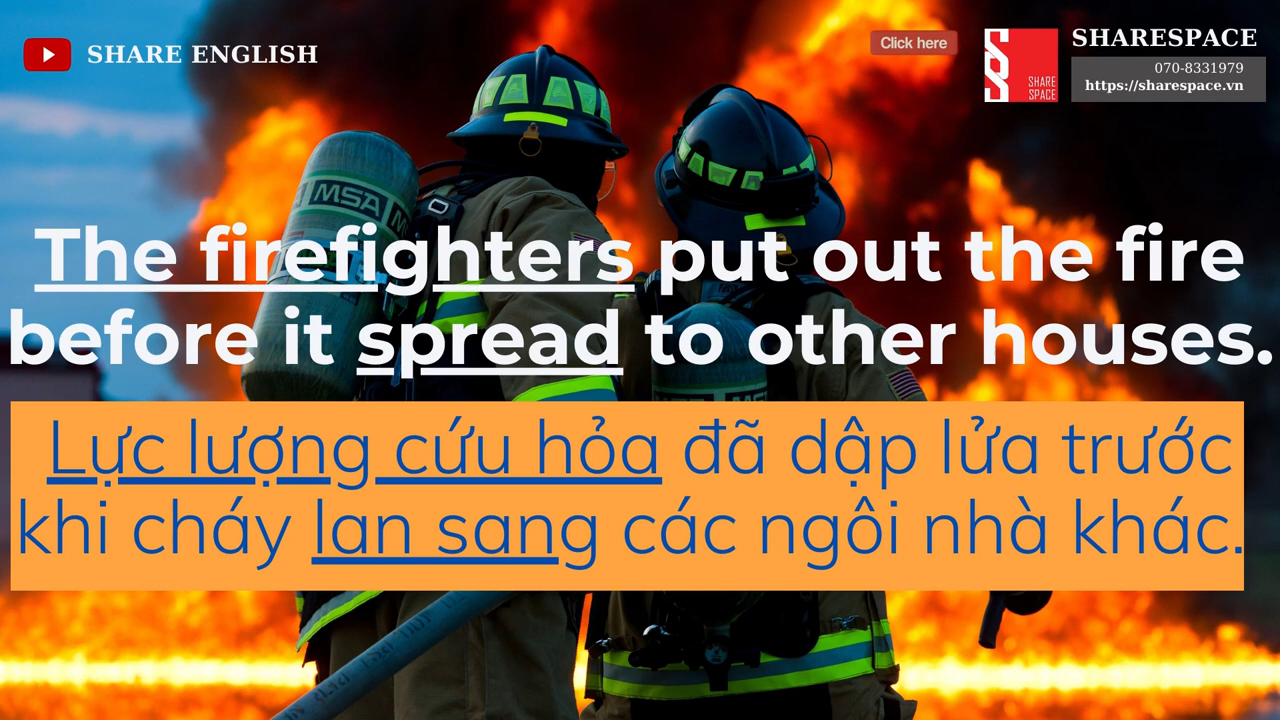 SHARE ENGLISH
Click here
SHARE
SPACE
SHARESPACE
070-8331979
https://sharespace.vn
MSA
The firefighters put out the fire
before it spread to other houses.
Lực lượng cứu hỏa đã dập lửa trước
khi cháy lan sang các ngôi nhà khác.